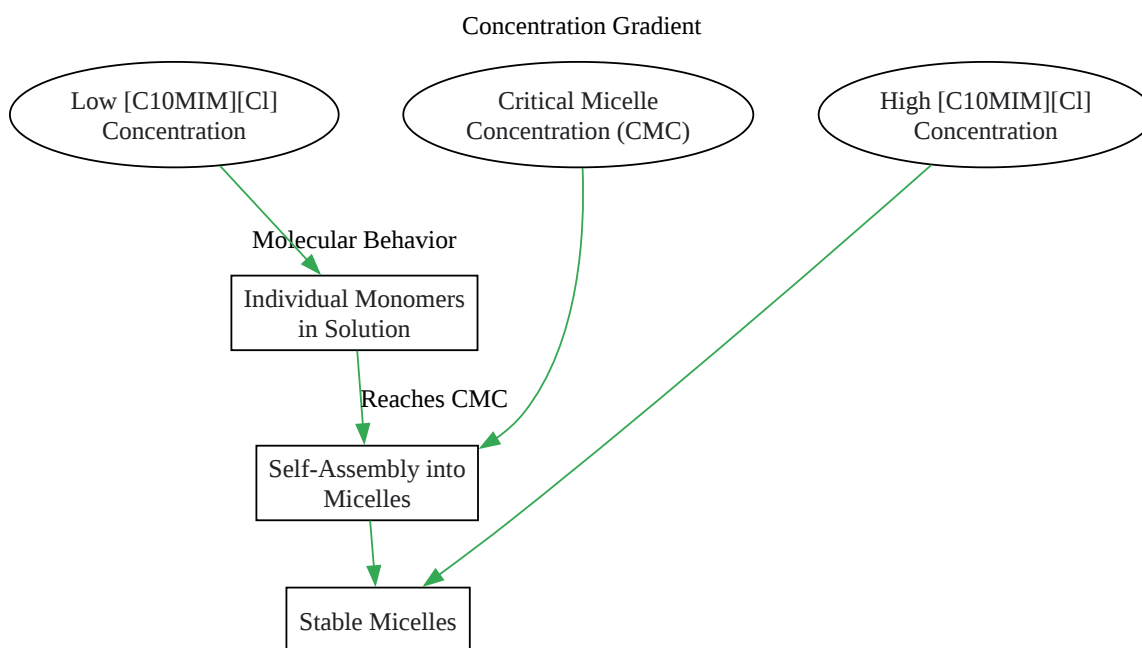 Concentration Gradient
Low [C10MIM][Cl]
Concentration
Critical Micelle
Concentration (CMC)
High [C10MIM][Cl]
Concentration
Molecular Behavior
Individual Monomers
in Solution
Reaches CMC
Self-Assembly into
Micelles
Stable Micelles